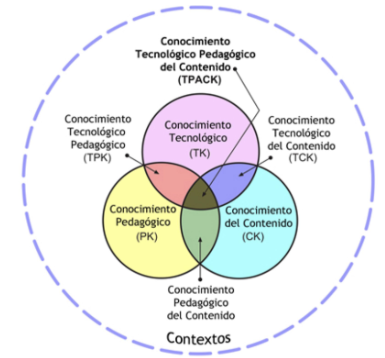 Conocimiento
Tecnológico Pedagógico
del Contenido
(TPACK)
Conocimiento
Tecnológico
Pedagógico
(TPK)
Conocimiento
Tecnológico
(TK)
Conocimiento
Tecnológico
del Contenido
(TCK)
Conocimiento
Pedagógico
(PK)
Conocimiento
del Contenido
(CK)
Conocimiento
Pedagógico
del Contenido
Contextos